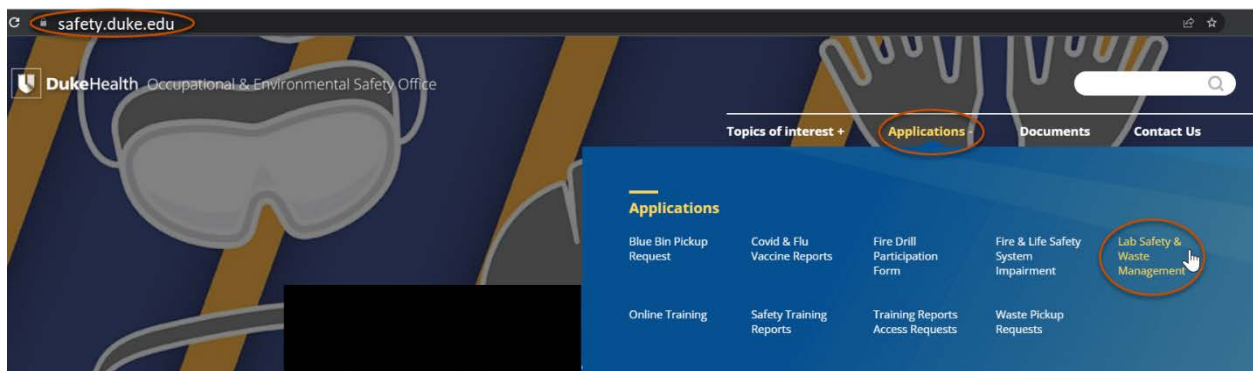 safety.duke.edu
DukeHealth Occupational & Environmental Safety Office
Topics of interest + Applications - Documents Contact Us
Applications
Blue Bin Pickup
Request
Covid & Flu
Vaccine Reports
Fire Drill
Participation
Form
Fire & Life Safety
System
Impairment
Lab Safety &
Waste
Management
Online Training
Safety Training
Reports
Training Reports
Access Requests
Waste Pickup
Requests